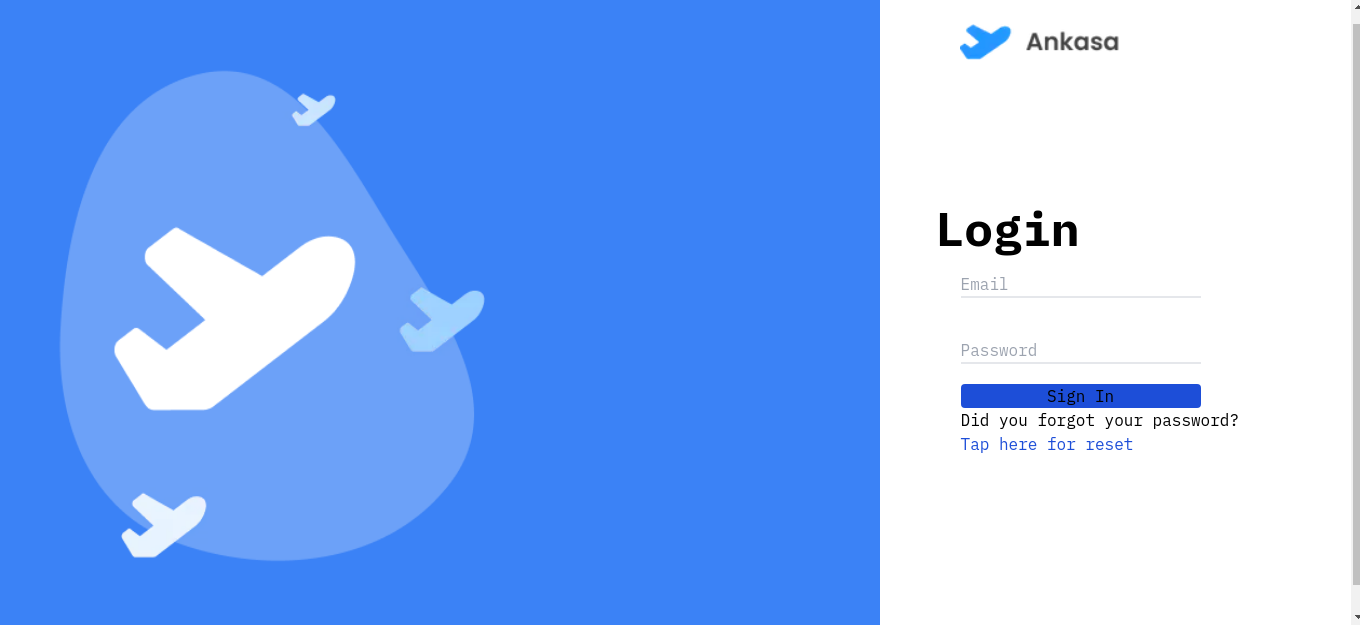 Ankasa
Login
Email
Password
Sign In
Did you forgot your password?
Tap here for reset